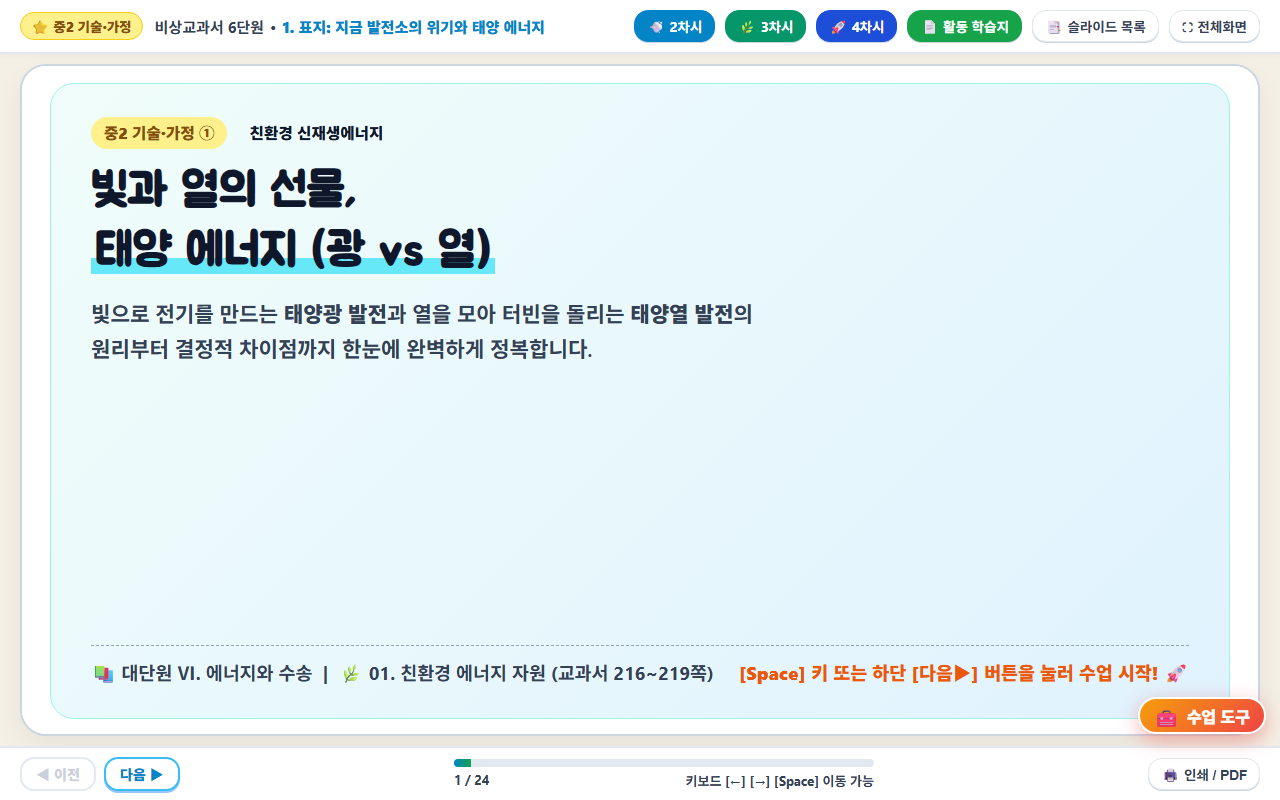 ⭐ 중2 기술·가정 비상교과서 6단원 • 1. 표지: 지금 발전소의 위기와 태양 에너지 2차시 🌿 3차시 🚀 4차시 📄 활동 학습지 📑 슬라이드 목록 ⛶ 전체화면
중2 기술·가정 ① 친환경 신재생에너지
빛과 열의 선물,
태양 에너지 (광 vs 열)
빛으로 전기를 만드는 태양광 발전과 열을 모아 터빈을 돌리는 태양열 발전의
원리부터 결정적 차이점까지 한눈에 완벽하게 정복합니다.
📚 대단원 VI. 에너지와 수송 | 🌿 01. 친환경 에너지 자원 (교과서 216~219쪽) [Space] 키 또는 하단 [다음▶] 버튼을 눌러 수업 시작! 🚀
🧰 수업 도구
◀ 이전 다음 ▶ 1 / 24 키보드 [←] [→] [Space] 이동 가능 🖨 인쇄 / PDF